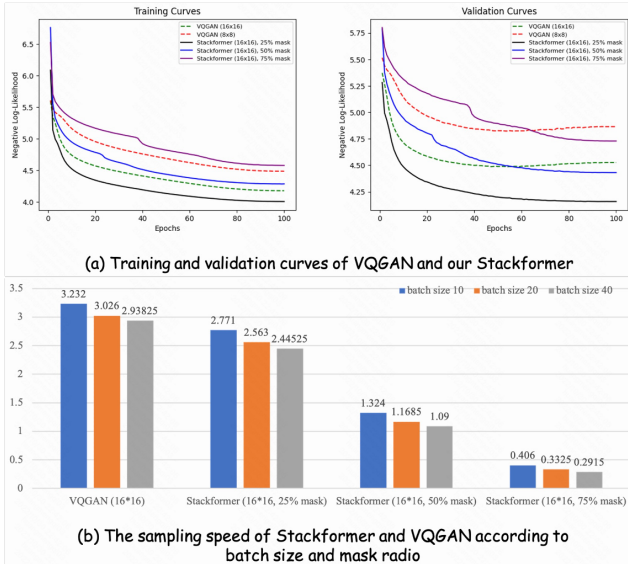 Training Curves
VQGAN (16x16)
VQGAN (8x8)
Stackformer (16x16), 25% mask
Stackformer (16x16), 50% mask
Stackformer (16x16), 75% mask
Negative Log-Likelihood
6.5
6.0
5.5
5.0
4.5
4.0
0 20 40 60 80 100
Epochs
Validation Curves
VQGAN (16x16)
VQGAN (8x8)
Stackformer (16x16), 25% mask
Stackformer (16x16), 50% mask
Stackformer (16x16), 75% mask
Negative Log-Likelihood
5.75
5.50
5.25
5.00
4.75
4.50
4.25
0 20 40 60 80 100
Epochs
(a) Training and validation curves of VQGAN and our Stackformer
batch size 10 batch size 20 batch size 40
3.5
3
2.5
2
1.5
1
0.5
0
3.232 3.026 2.93825
2.771 2.563 2.44525
1.324 1.1685 1.09
0.406 0.3325 0.2915
VQGAN (16*16) Stackformer (16*16, 25% mask) Stackformer (16*16, 50% mask) Stackformer (16*16, 75% mask)
(b) The sampling speed of Stackformer and VQGAN according to
batch size and mask radio